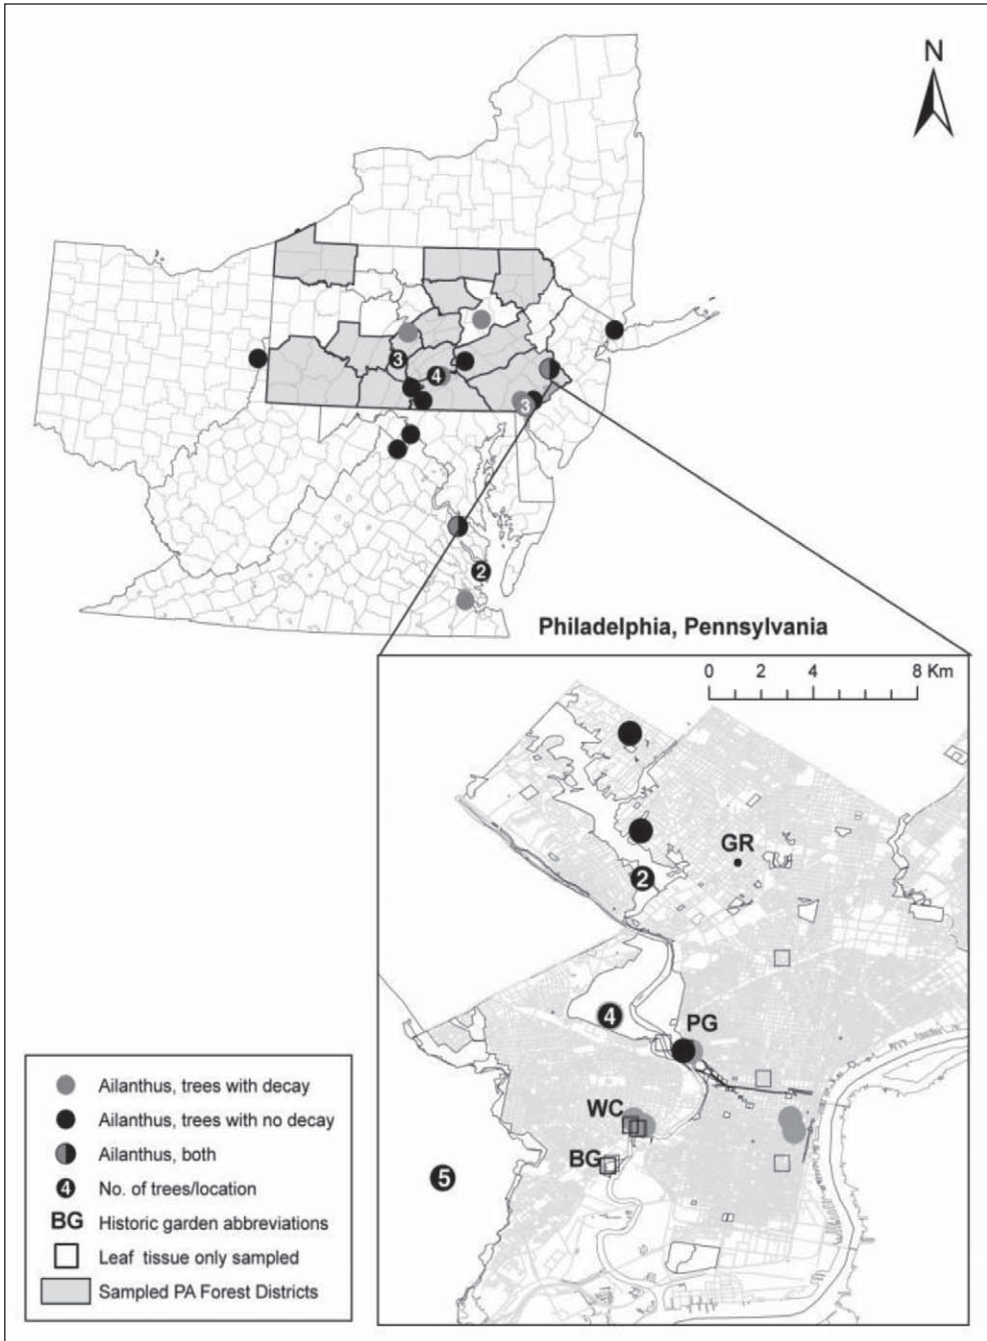 N
3
4
3
2
Philadelphia, Pennsylvania
0 2 4 8 Km
GR
2
4
PG
WC
BG
5
Ailanthus, trees with decay
Ailanthus, trees with no decay
Ailanthus, both
4 No. of trees/location
BG Historic garden abbreviations
Leaf tissue only sampled
Sampled PA Forest Districts